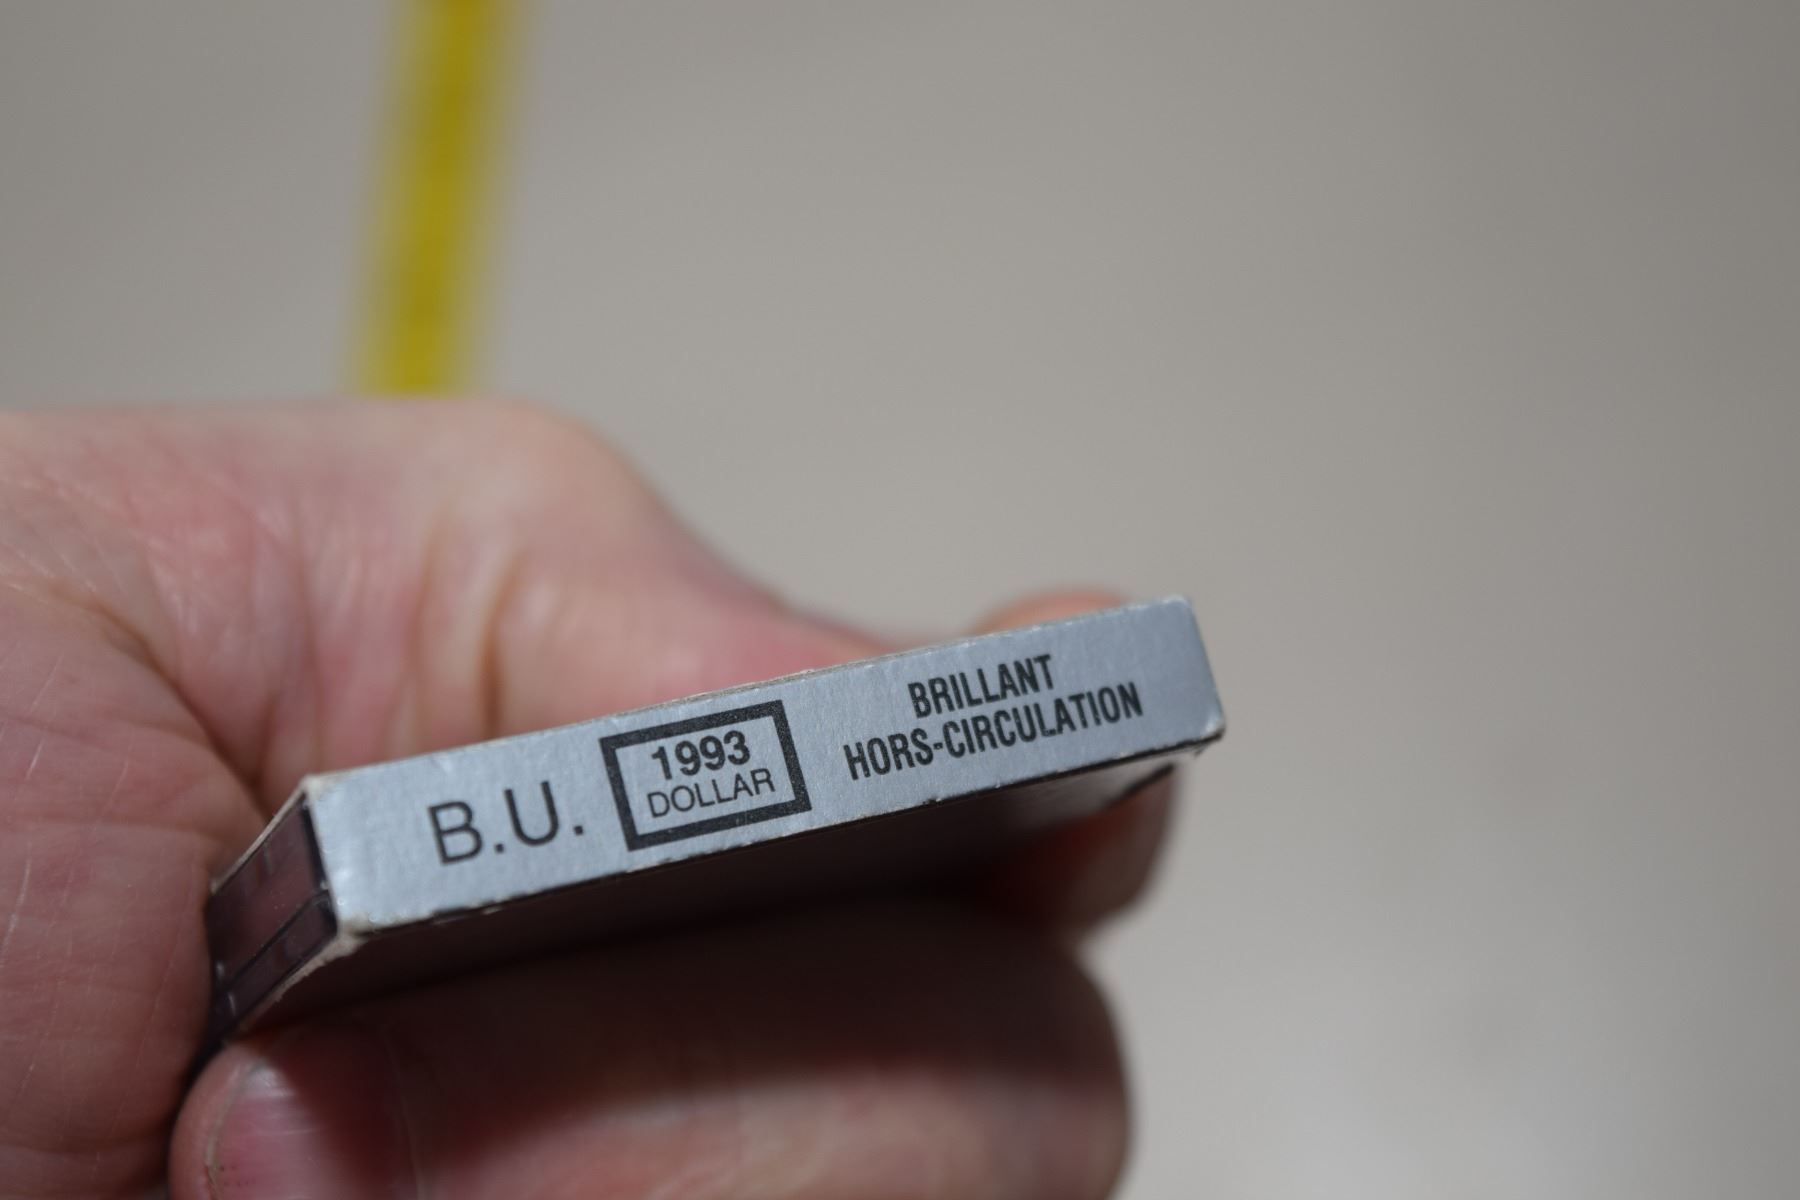 B.U.
1993
DOLLAR
BRILLANT
HORS-CIRCULATION